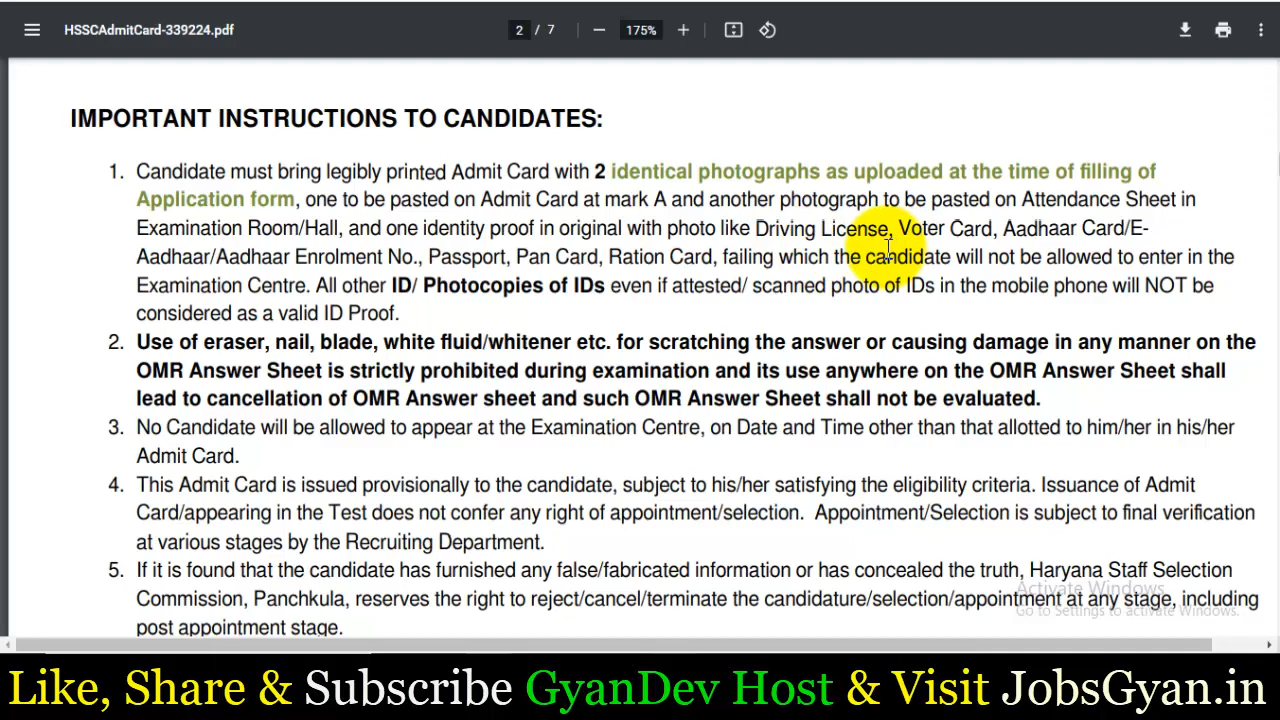 HSSCAdmitCard-339224.pdf
2 / 7
175%
IMPORTANT INSTRUCTIONS TO CANDIDATES:
1. Candidate must bring legibly printed Admit Card with 2 identical photographs as uploaded at the time of filling of
Application form, one to be pasted on Admit Card at mark A and another photograph to be pasted on Attendance Sheet in
Examination Room/Hall, and one identity proof in original with photo like Driving License, Voter Card, Aadhaar Card/E-
Aadhaar/Aadhaar Enrolment No., Passport, Pan Card, Ration Card, failing which the candidate will not be allowed to enter in the
Examination Centre. All other ID/ Photocopies of IDs even if attested/ scanned photo of IDs in the mobile phone will NOT be
considered as a valid ID Proof.
2. Use of eraser, nail, blade, white fluid/whitener etc. for scratching the answer or causing damage in any manner on the
OMR Answer Sheet is strictly prohibited during examination and its use anywhere on the OMR Answer Sheet shall
lead to cancellation of OMR Answer sheet and such OMR Answer Sheet shall not be evaluated.
3. No Candidate will be allowed to appear at the Examination Centre, on Date and Time other than that allotted to him/her in his/her
Admit Card.
4. This Admit Card is issued provisionally to the candidate, subject to his/her satisfying the eligibility criteria. Issuance of Admit
Card/appearing in the Test does not confer any right of appointment/selection. Appointment/Selection is subject to final verification
at various stages by the Recruiting Department.
5. If it is found that the candidate has furnished any false/fabricated information or has concealed the truth, Haryana Staff Selection
Commission, Panchkula, reserves the right to reject/cancel/terminate the candidature/selection/appointment at any stage, including
post appointment stage.
Activate Windows
Go to Settings to activate Windows.
Like, Share & Subscribe GyanDev Host & Visit JobsGyan.in